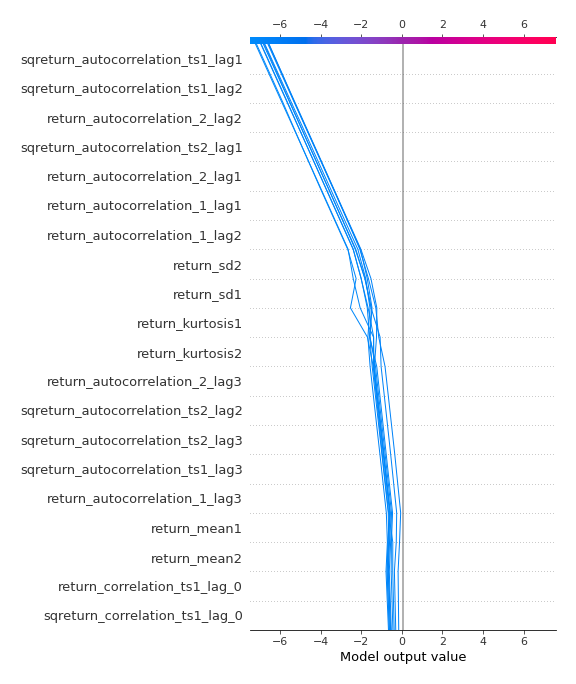 −6 −4 −2 0 2 4 6
sqreturn_autocorrelation_ts1_lag1
sqreturn_autocorrelation_ts1_lag2
return_autocorrelation_2_lag2
sqreturn_autocorrelation_ts2_lag1
return_autocorrelation_2_lag1
return_autocorrelation_1_lag1
return_autocorrelation_1_lag2
return_sd2
return_sd1
return_kurtosis1
return_kurtosis2
return_autocorrelation_2_lag3
sqreturn_autocorrelation_ts2_lag2
sqreturn_autocorrelation_ts2_lag3
sqreturn_autocorrelation_ts1_lag3
return_autocorrelation_1_lag3
return_mean1
return_mean2
return_correlation_ts1_lag_0
sqreturn_correlation_ts1_lag_0
−6 −4 −2 0 2 4 6
Model output value